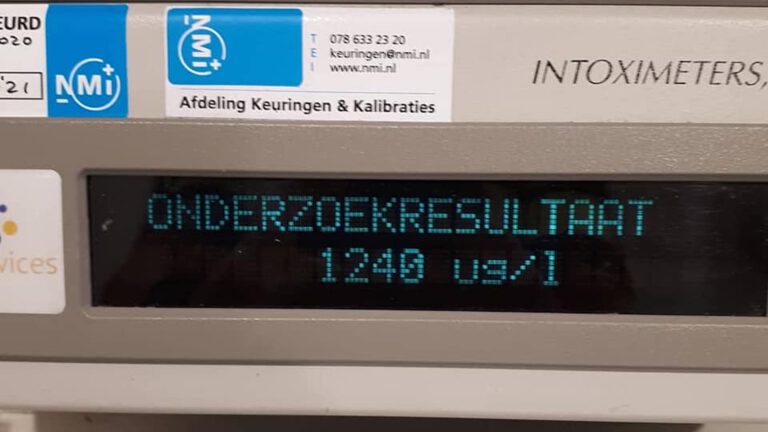 EURD
2020
'21
NMi
NMi
T 078 633 23 20
E keuringen@nmi.nl
I www.nmi.nl
Afdeling Keuringen & Kalibraties
INTOXIMETERS,
vices
ONDERZOEKRESULTAAT
1240 ug/l